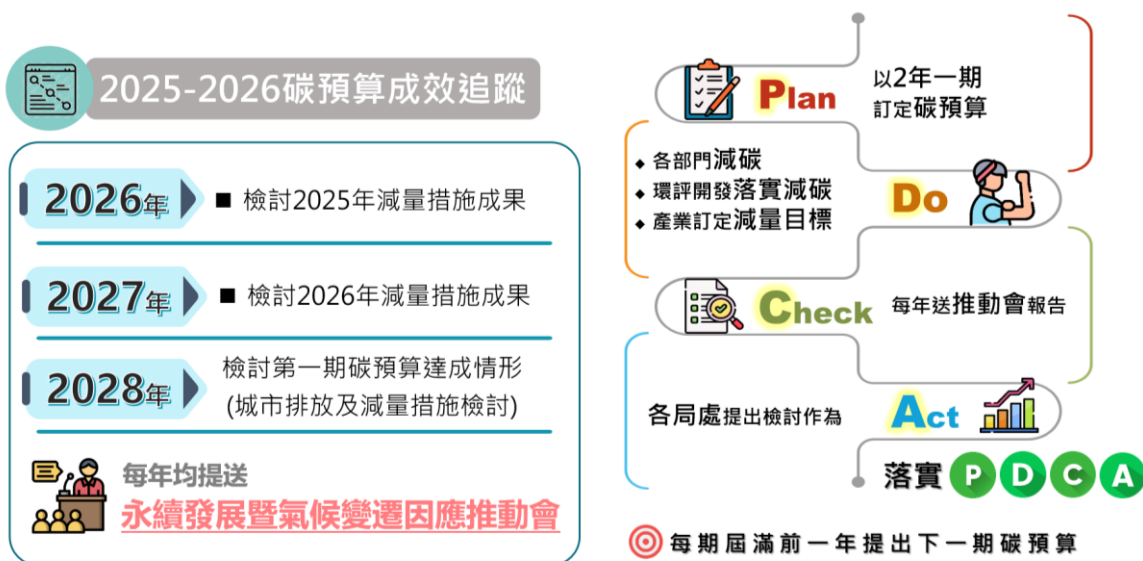 2025-2026碳預算成效追蹤
2026年 ■ 檢討2025年減量措施成果
2027年 ■ 檢討2026年減量措施成果
2028年
檢討第一期碳預算達成情形
(城市排放及減量措施檢討)
每年均提送
永續發展暨氣候變遷因應推動會
Plan
以2年一期
訂定碳預算
◆ 各部門減碳
◆ 環評開發落實減碳
◆ 產業訂定減量目標
Do
Check
每年送推動會報告
各局處提出檢討作為
Act
落實 P D C A
每期屆滿前一年提出下一期碳預算